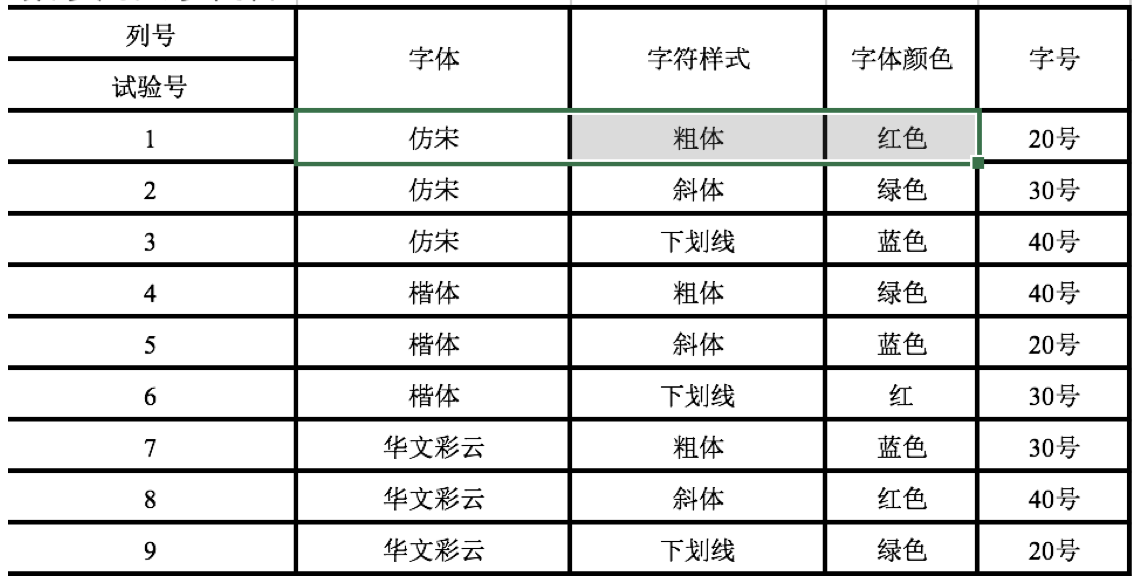 列号 字体 字符样式 字体颜色 字号
试验号
1 仿宋 粗体 红色 20号
2 仿宋 斜体 绿色 30号
3 仿宋 下划线 蓝色 40号
4 楷体 粗体 绿色 40号
5 楷体 斜体 蓝色 20号
6 楷体 下划线 红 30号
7 华文彩云 粗体 蓝色 30号
8 华文彩云 斜体 红色 40号
9 华文彩云 下划线 绿色 20号